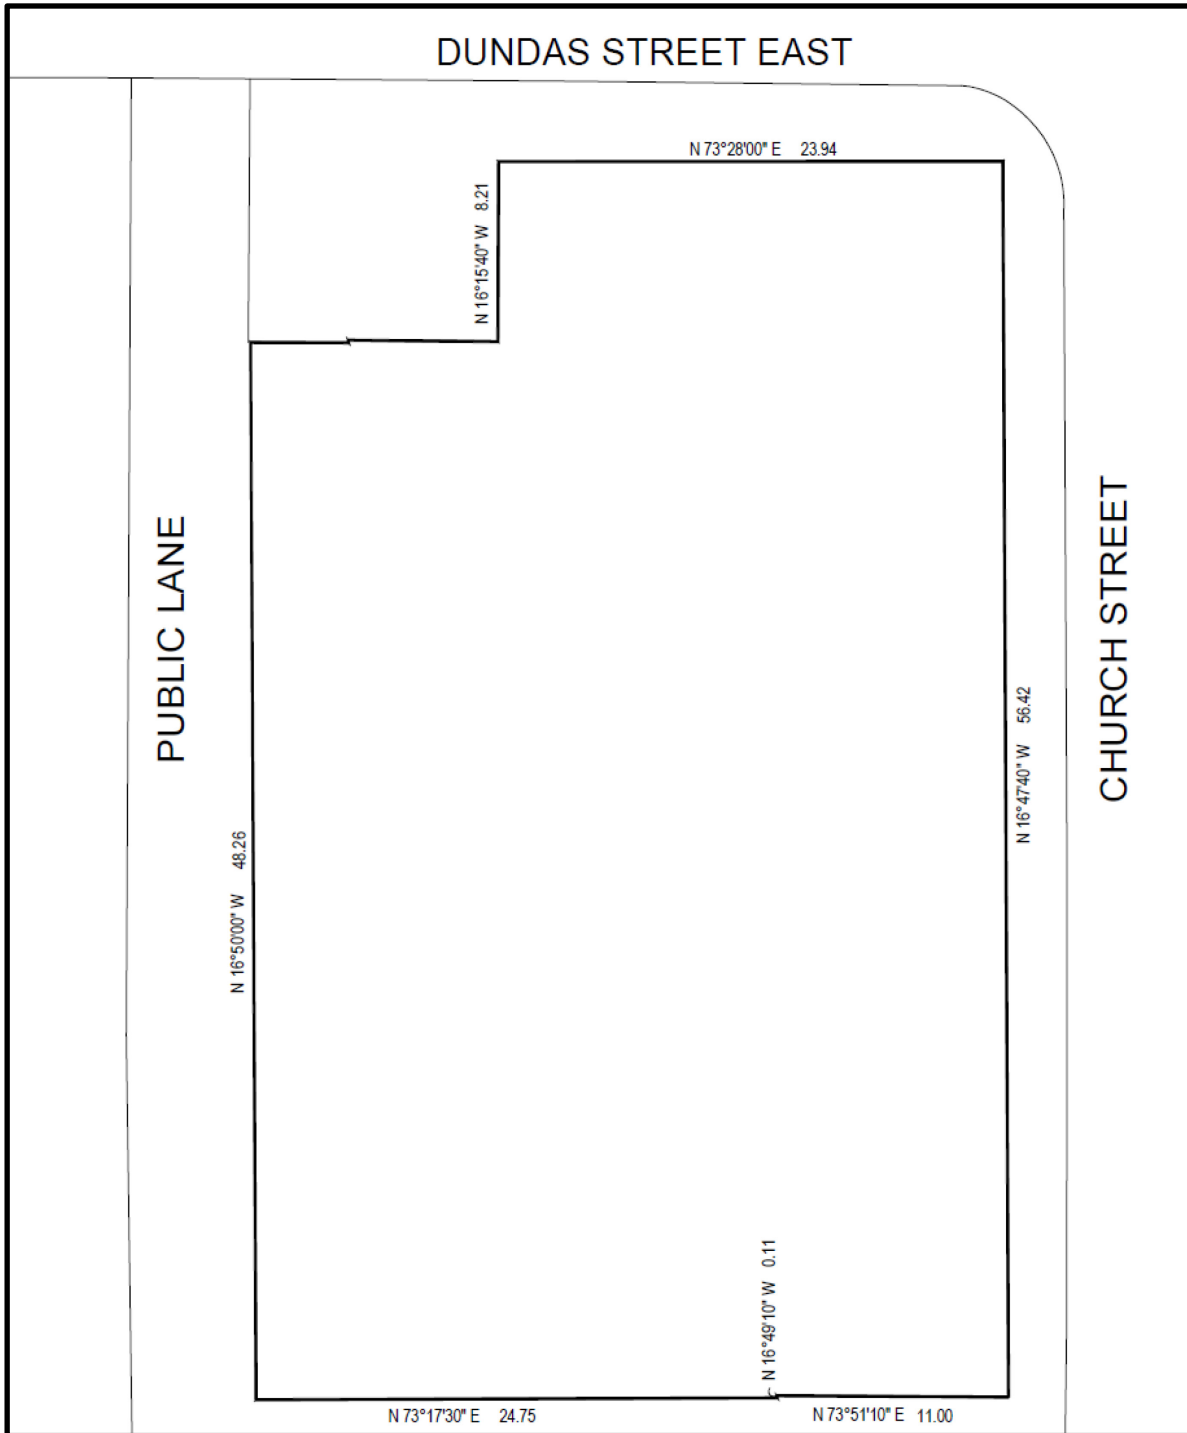 DUNDAS STREET EAST
N 73°28'00" E 23.94
N 16°15'40" W 8.21
PUBLIC LANE
CHURCH STREET
N 16°47'40" W 56.42
N 16°50'00" W 48.26
N 16°49'10" W 0.11
N 73°17'30" E 24.75
N 73°51'10" E 11.00